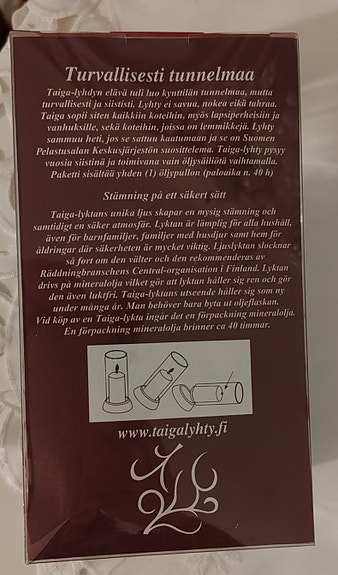 Turvallisesti tunnelmaa
Taiga-lyhdyn elävä tuli luo kynttilän tunnelmaa, mutta
turvallisesti ja siististi. Lyhty ei savua, nokea eikä tahraa.
Taiga sopii siten kaikkiin koteihin, myös lapsiperheisiin ja
vanhuksille, sekä koteihin, joissa on lemmikkejä. Lyhty
sammuu heti, jos se sattuu kaatumaan ja se on Suomen
Pelastusalan Keskusjärjestön suosittelema. Taiga-lyhty pysyy
vuosia siistinä ja toimivana vain öljysäiliötä vaihtamalla.
Paketti sisältää yhden (1) öljypullon (paloaika n. 40 h)
Stämning på ett säkert sätt
Taiga-lyktans unika ljus skapar en mysig stämning och
samtidigt en säker atmosfär. Lyktan är lämplig för alla hushåll,
även för barnfamiljer, familjer med husdjur samt hem för
åldringar där säkerheten är mycket viktig. Ljuslyktan slocknar
så fort om den välter och den rekommenderas av
Räddningbranschens Central-organisation i Finland. Lyktan
drivs på mineralolja vilket gör att lyktan håller sig ren och gör
den även luktfri. Taiga-lyktans utseende håller sig som ny
under många år. Man behöver bara byta ut oljeflaskan.
Vid köp av en Taiga-lykta ingår det en förpackning mineralolja.
En förpackning mineralolja brinner ca 40 timmar.
www.taigalyhty.fi